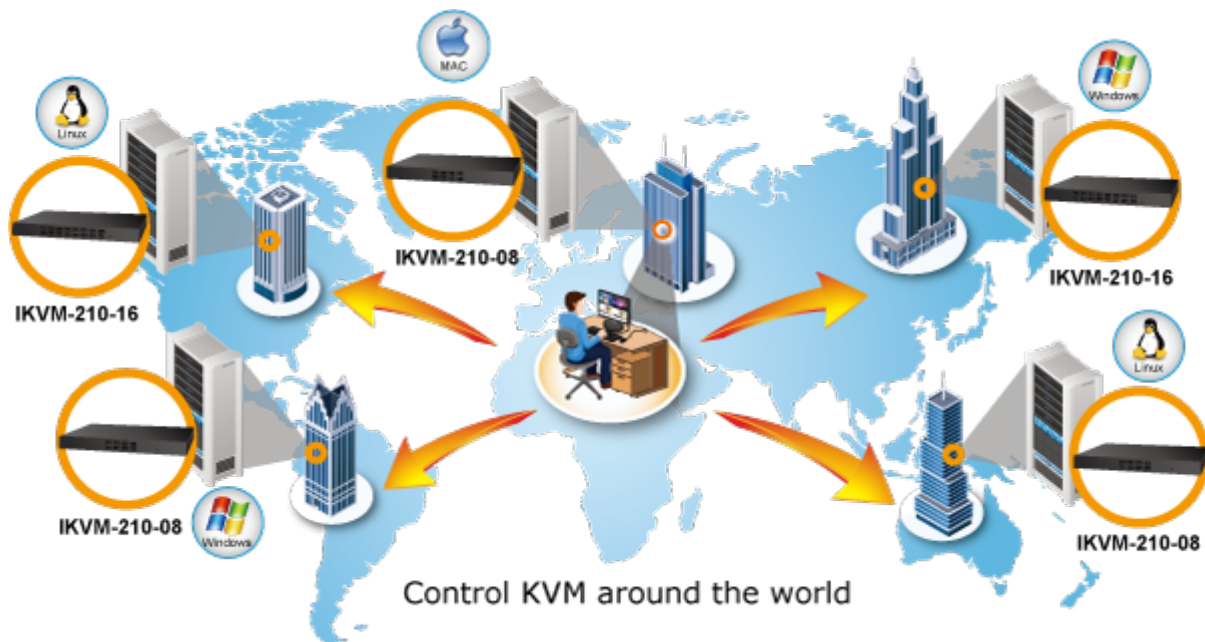 MAC
Windows
Linux
IKVM-210-08
IKVM-210-16
IKVM-210-16
Linux
IKVM-210-08
Windows
IKVM-210-08
Control KVM around the world